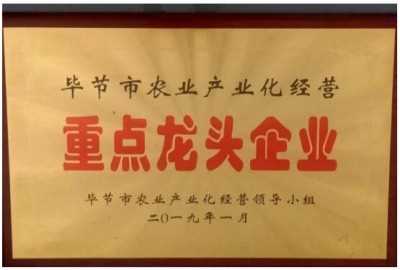 毕节市农业产业化经营
重点龙头企业
毕节市农业产业化经营领导小组
二〇一九年一月